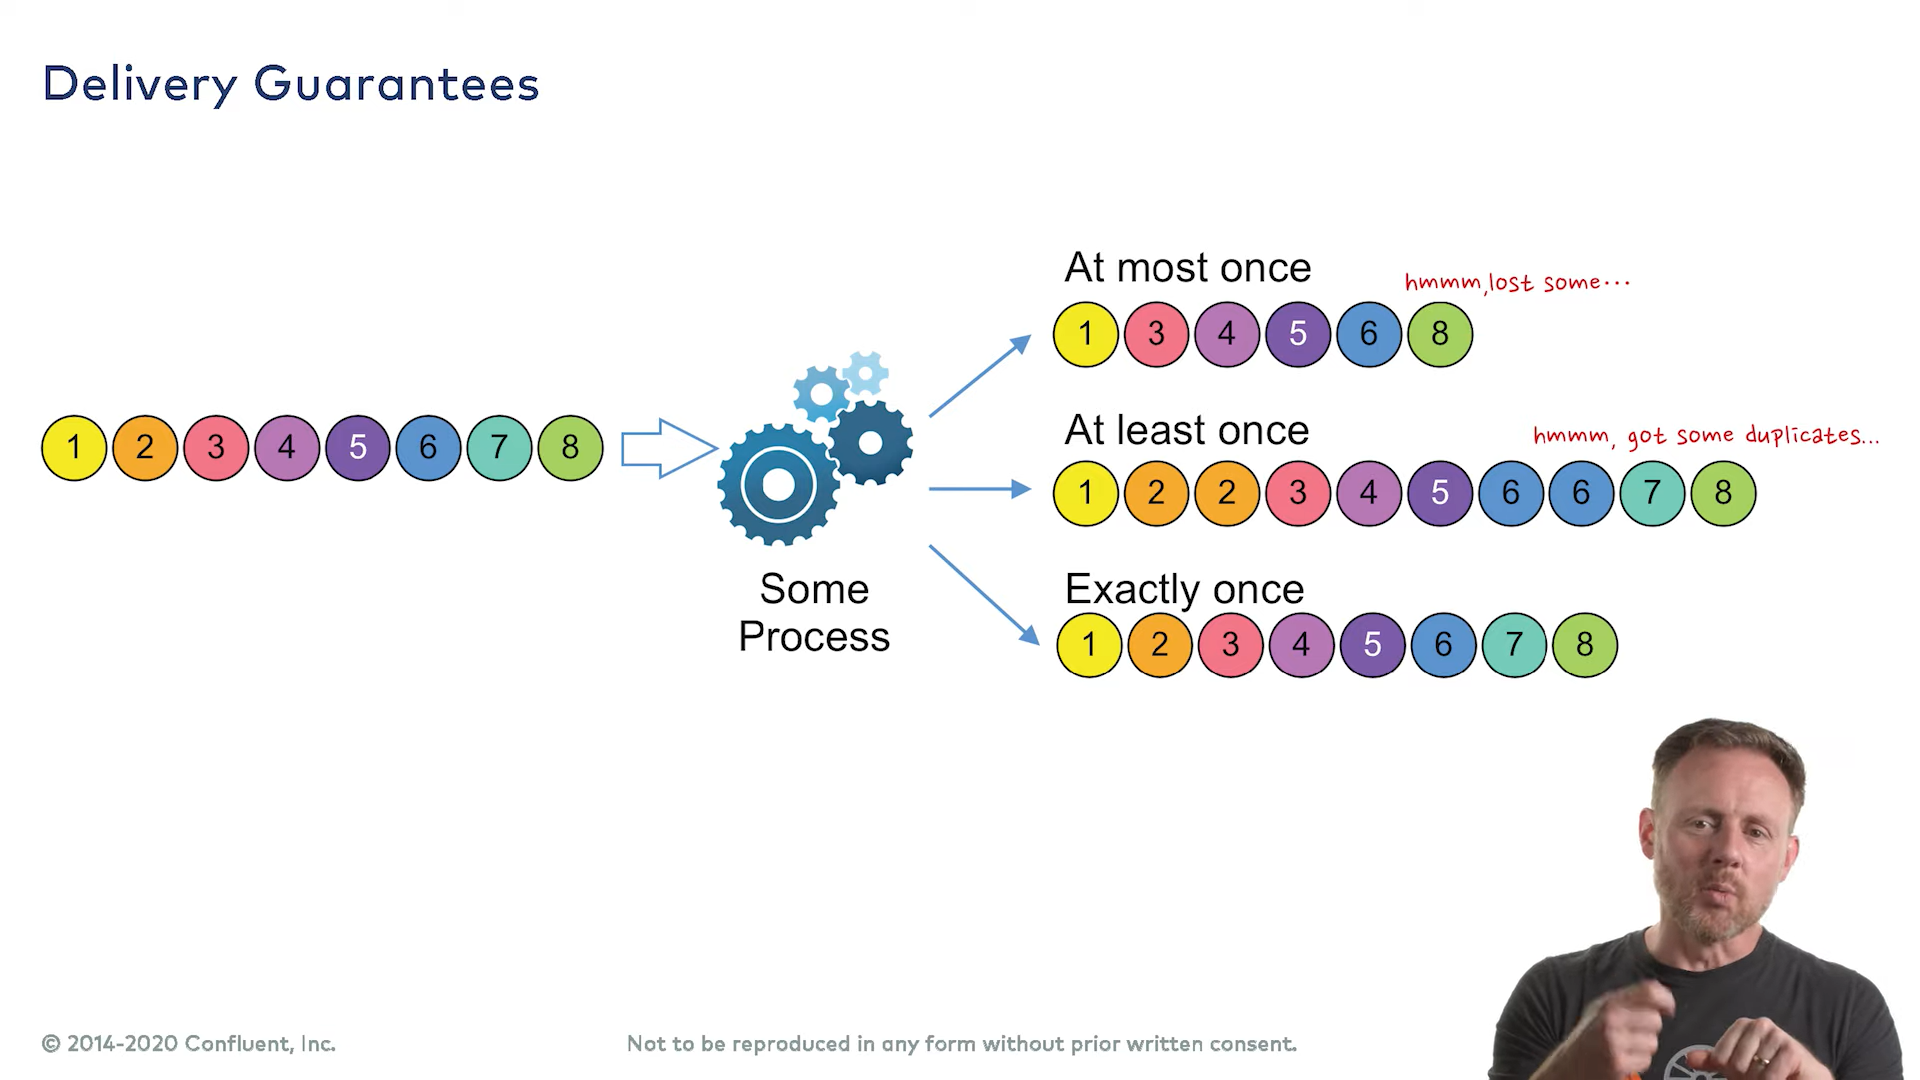 Delivery Guarantees
At most once
hmmm,lost some...
1 3 4 5 6 8
1 2 3 4 5 6 7 8
At least once
hmmm, got some duplicates...
1 2 2 3 4 5 6 6 7 8
Some
Process
Exactly once
1 2 3 4 5 6 7 8
© 2014-2020 Confluent, Inc.
Not to be reproduced in any form without prior written consent.